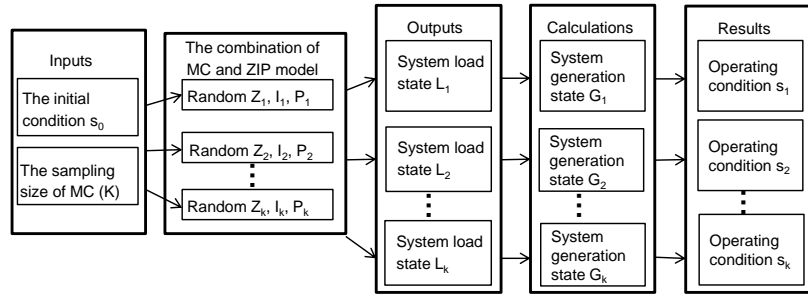 Inputs
The initial
condition s₀
The sampling
size of MC (K)
The combination of
MC and ZIP model
Random Z₁, I₁, P₁
Random Z₂, I₂, P₂
Random Zₖ, Iₖ, Pₖ
Outputs
System load
state L₁
System load
state L₂
System load
state Lₖ
Calculations
System
generation
state G₁
System
generation
state G₂
System
generation
state Gₖ
Results
Operating
condition s₁
Operating
condition s₂
Operating
condition sₖ